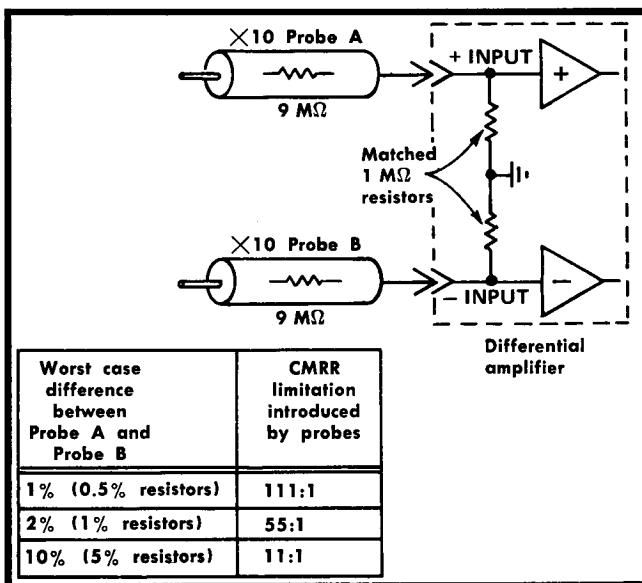 ×10 Probe A
9 MΩ
+ INPUT
+
Matched
1 MΩ
resistors
×10 Probe B
9 MΩ
− INPUT
−
Differential
amplifier
Worst case
difference
between
Probe A and
Probe B
CMRR
limitation
introduced
by probes
1% (0.5% resistors) 111:1
2% (1% resistors) 55:1
10% (5% resistors) 11:1